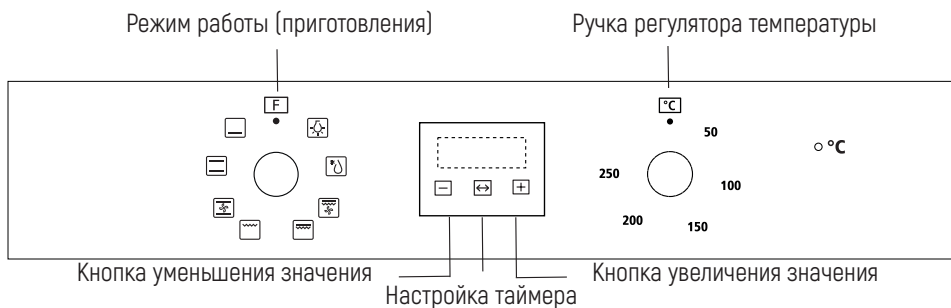 Режим работы (приготовления)
Ручка регулятора температуры
F
°C
50
°C
250
100
200
150
Кнопка уменьшения значения
Кнопка увеличения значения
Настройка таймера